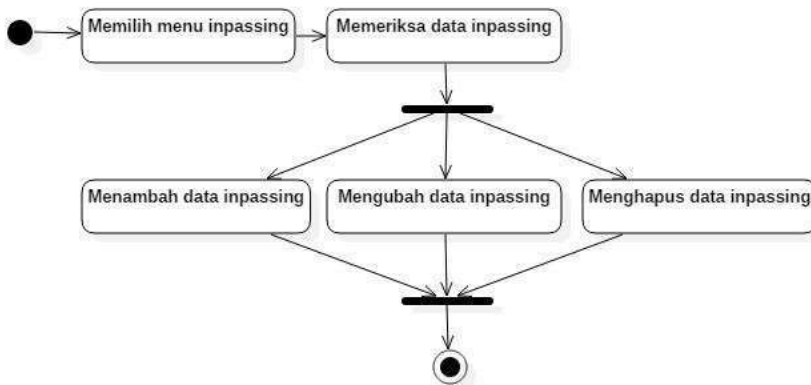 Memilih menu inpassing
Memeriksa data inpassing
Menambah data inpassing
Mengubah data inpassing
Menghapus data inpassing